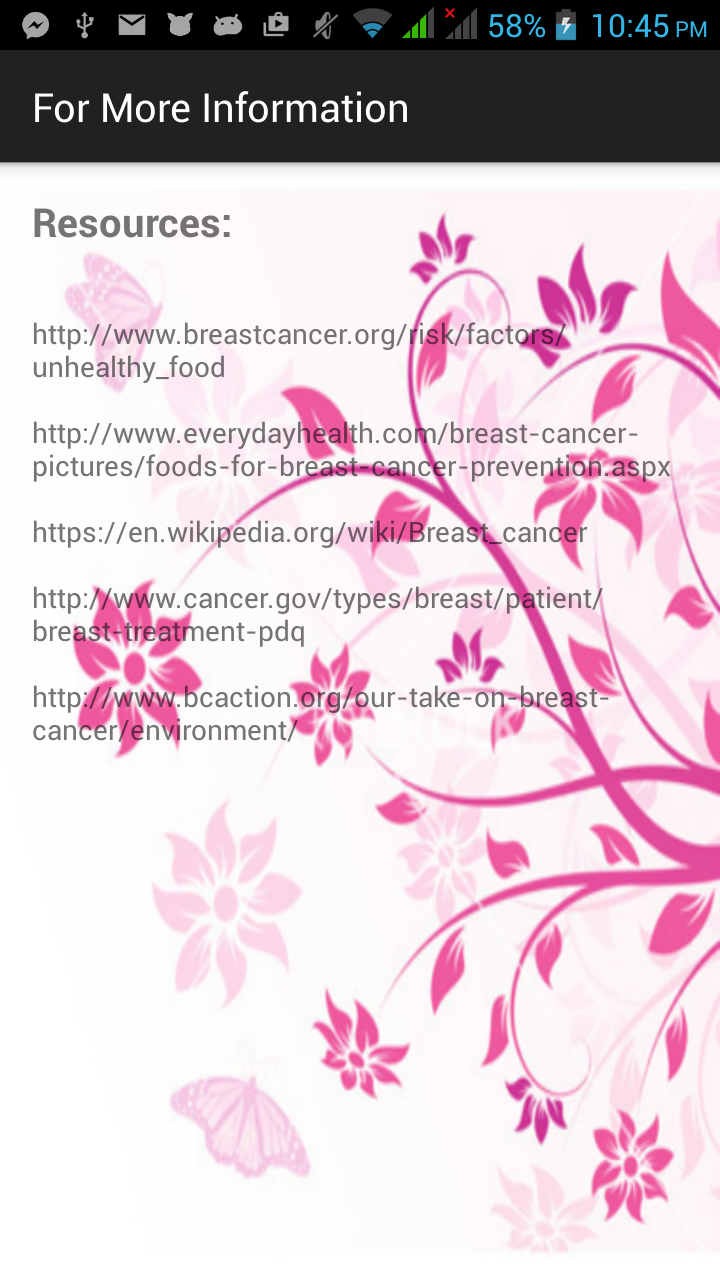 58% 10:45 PM
For More Information
Resources:
http://www.breastcancer.org/risk/factors/
unhealthy_food
http://www.everydayhealth.com/breast-cancer-
pictures/foods-for-breast-cancer-prevention.aspx
https://en.wikipedia.org/wiki/Breast_cancer
http://www.cancer.gov/types/breast/patient/
breast-treatment-pdq
http://www.bcaction.org/our-take-on-breast-
cancer/environment/